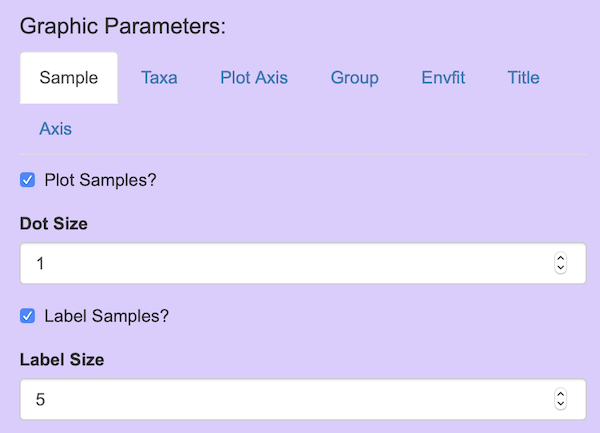 Graphic Parameters:
Sample Taxa Plot Axis Group Envfit Title
Axis
Plot Samples?
Dot Size
1
Label Samples?
Label Size
5